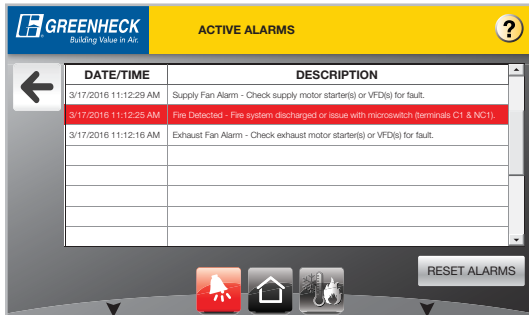 GREENHECK
Building Value in Air.
ACTIVE ALARMS
?
DATE/TIME DESCRIPTION
3/17/2016 11:12:29 AM Supply Fan Alarm - Check supply motor starter(s) or VFD(s) for fault.
3/17/2016 11:12:25 AM Fire Detected - Fire system discharged or issue with microswitch (terminals C1 & NC1).
3/17/2016 11:12:16 AM Exhaust Fan Alarm - Check exhaust motor starter(s) or VFD(s) for fault.
RESET ALARMS